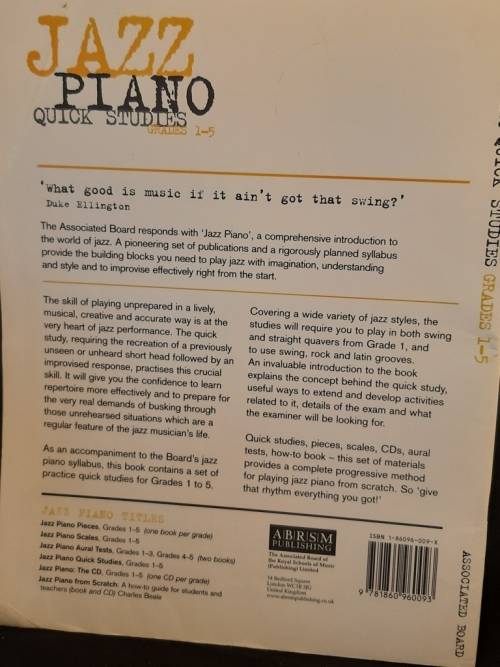 JAZZ
PIANO
QUICK STUDIES
GRADES 1–5
'What good is music if it ain't got that swing?'
Duke Ellington
The Associated Board responds with 'Jazz Piano', a comprehensive introduction to
the world of jazz. A pioneering set of publications and a rigorously planned syllabus
provide the building blocks you need to play jazz with imagination, understanding
and style and to improvise effectively right from the start.
The skill of playing unprepared in a lively,
musical, creative and accurate way is at the
very heart of jazz performance. The quick
study, requiring the recreation of a previously
unseen or unheard short head followed by an
improvised response, practises this crucial
skill. It will give you the confidence to learn
repertoire more effectively and to prepare for
the very real demands of busking through
those unrehearsed situations which are a
regular feature of the jazz musician's life.
As an accompaniment to the Board's jazz
piano syllabus, this book contains a set of
practice quick studies for Grades 1 to 5.
Covering a wide variety of jazz styles, the
studies will require you to play in both swing
and straight quavers from Grade 1, and
to use swing, rock and latin grooves.
An invaluable introduction to the book
explains the concept behind the quick study,
useful ways to extend and develop activities
related to it, details of the exam and what
the examiner will be looking for.
Quick studies, pieces, scales, CDs, aural
tests, how-to book – this set of materials
provides a complete progressive method
for playing jazz piano from scratch. So 'give
that rhythm everything you got!'
JAZZ PIANO TITLES
Jazz Piano Pieces, Grades 1–5 (one book per grade)
Jazz Piano Scales, Grades 1–5
Jazz Piano Aural Tests, Grades 1–3, Grades 4–5 (two books)
Jazz Piano Quick Studies, Grades 1–5
Jazz Piano: The CD, Grades 1–5 (one CD per grade)
Jazz Piano from Scratch. A how-to guide for students and
teachers (book and CD) Charles Beale
ABRSM
PUBLISHING
The Associated Board of
the Royal Schools of Music
(Publishing) Limited
14 Bedford Square
London WC1B 3JG
United Kingdom
www.abrsmpublishing.co.uk
ISBN 1-86096-009-X
9 781860 960093
QUICK STUDIES GRADES 1–5
ASSOCIATED BOARD